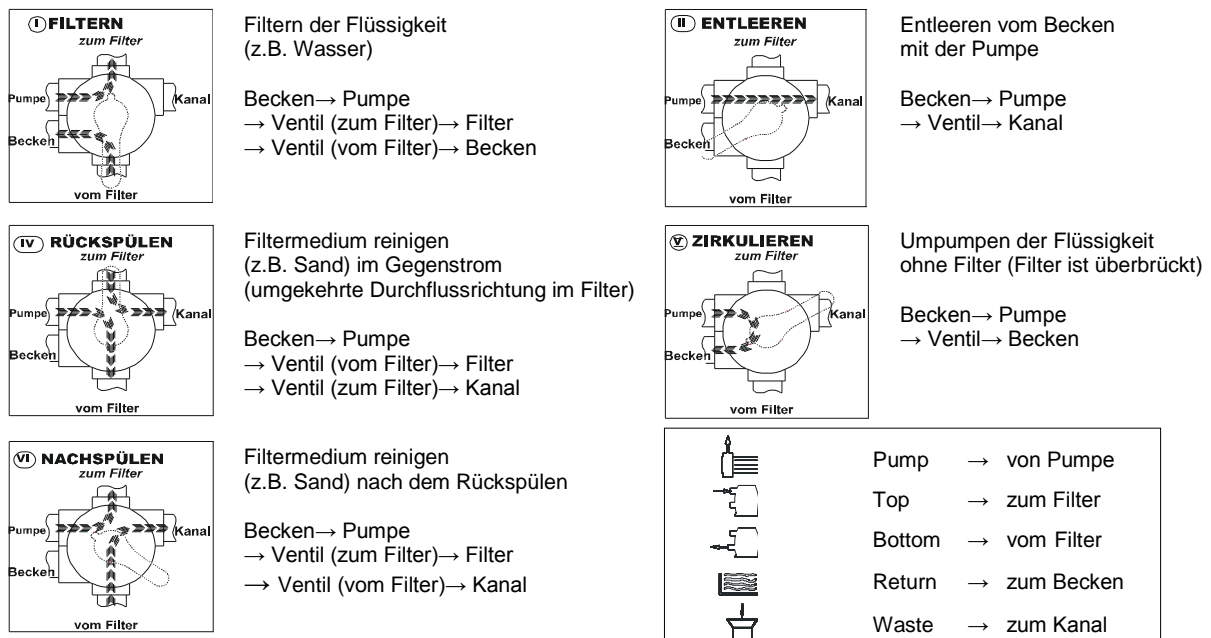 I FILTERN
zum Filter
Pumpe
Kanal
Becken
vom Filter
Filtern der Flüssigkeit
(z.B. Wasser)
Becken→ Pumpe
→ Ventil (zum Filter)→ Filter
→ Ventil (vom Filter)→ Becken
II ENTLEEREN
zum Filter
Pumpe
Kanal
Becken
vom Filter
Entleeren vom Becken
mit der Pumpe
Becken→ Pumpe
→ Ventil→ Kanal
IV RÜCKSPÜLEN
zum Filter
Pumpe
Kanal
Becken
vom Filter
Filtermedium reinigen
(z.B. Sand) im Gegenstrom
(umgekehrte Durchflussrichtung im Filter)
Becken→ Pumpe
→ Ventil (vom Filter)→ Filter
→ Ventil (zum Filter)→ Kanal
V ZIRKULIEREN
zum Filter
Pumpe
Kanal
Becken
vom Filter
Umpumpen der Flüssigkeit
ohne Filter (Filter ist überbrückt)
Becken→ Pumpe
→ Ventil→ Becken
VI NACHSPÜLEN
zum Filter
Pumpe
Kanal
Becken
vom Filter
Filtermedium reinigen
(z.B. Sand) nach dem Rückspülen
Becken→ Pumpe
→ Ventil (zum Filter)→ Filter
→ Ventil (vom Filter)→ Kanal
Pump → von Pumpe
Top → zum Filter
Bottom → vom Filter
Return → zum Becken
Waste → zum Kanal